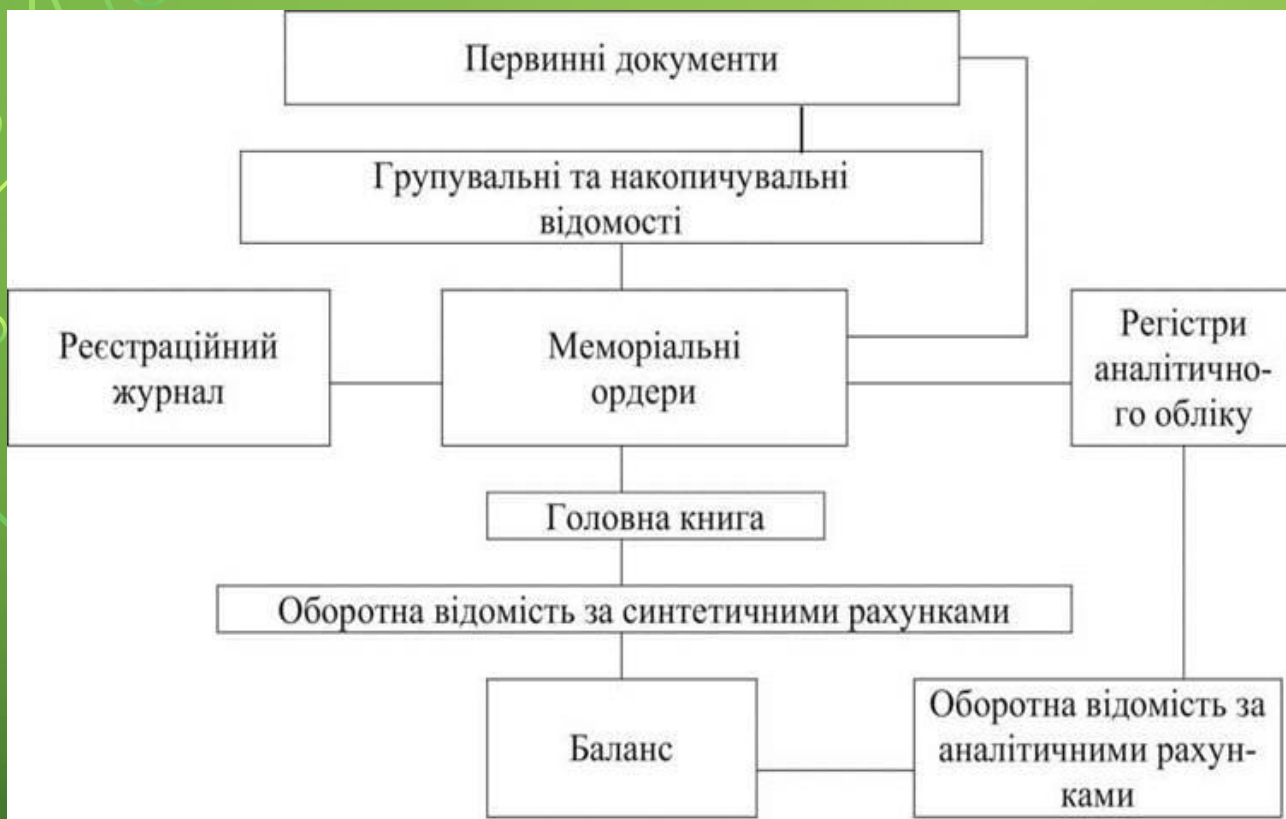 Первинні документи
Групувальні та накопичувальні
відомості
Реєстраційний
журнал
Меморіальні
ордери
Регістри
аналітично-
го обліку
Головна книга
Оборотна відомість за синтетичними рахунками
Баланс
Оборотна відомість за
аналітичними рахун-
ками